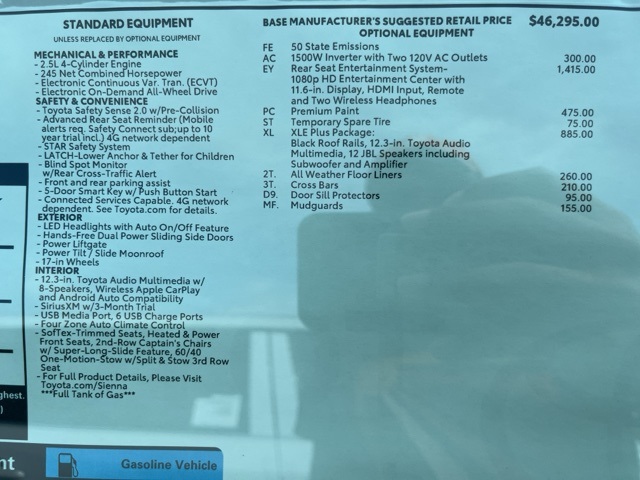 STANDARD EQUIPMENT
UNLESS REPLACED BY OPTIONAL EQUIPMENT
MECHANICAL & PERFORMANCE
- 2.5L 4-Cylinder Engine
- 245 Net Combined Horsepower
- Electronic Continuous Var. Tran. (ECVT)
- Electronic On-Demand All-Wheel Drive
SAFETY & CONVENIENCE
- Toyota Safety Sense 2.0 w/Pre-Collision
- Advanced Rear Seat Reminder (Mobile
alerts req. Safety Connect sub;up to 10
year trial incl.) 4G network dependent
- STAR Safety System
- LATCH-Lower Anchor & Tether for Children
- Blind Spot Monitor
w/Rear Cross-Traffic Alert
- Front and rear parking assist
- 5-Door Smart Key w/ Push Button Start
- Connected Services Capable. 4G network
dependent. See Toyota.com for details.
EXTERIOR
- LED Headlights with Auto On/Off Feature
- Hands-Free Dual Power Sliding Side Doors
- Power Liftgate
- Power Tilt / Slide Moonroof
- 17-in Wheels
INTERIOR
- 12.3-in. Toyota Audio Multimedia w/
8-Speakers, Wireless Apple CarPlay
and Android Auto Compatibility
- SiriusXM w/3-Month Trial
- USB Media Port, 6 USB Charge Ports
- Four Zone Auto Climate Control
- SofTex-Trimmed Seats, Heated & Power
Front Seats, 2nd-Row Captain's Chairs
w/ Super-Long-Slide Feature, 60/40
One-Motion-Stow w/Split & Stow 3rd Row
Seat
- For Full Product Details, Please Visit
Toyota.com/Sienna
***Full Tank of Gas***
BASE MANUFACTURER'S SUGGESTED RETAIL PRICE $46,295.00
OPTIONAL EQUIPMENT
FE 50 State Emissions
AC 1500W Inverter with Two 120V AC Outlets 300.00
EY Rear Seat Entertainment System- 1,415.00
1080p HD Entertainment Center with
11.6-in. Display, HDMI Input, Remote
and Two Wireless Headphones
PC Premium Paint 475.00
ST Temporary Spare Tire 75.00
XL XLE Plus Package: 885.00
Black Roof Rails, 12.3-in. Toyota Audio
Multimedia, 12 JBL Speakers including
Subwoofer and Amplifier
2T. All Weather Floor Liners 260.00
3T. Cross Bars 210.00
D9. Door Sill Protectors 95.00
MF. Mudguards 155.00
ghest.
)
nt
Gasoline Vehicle